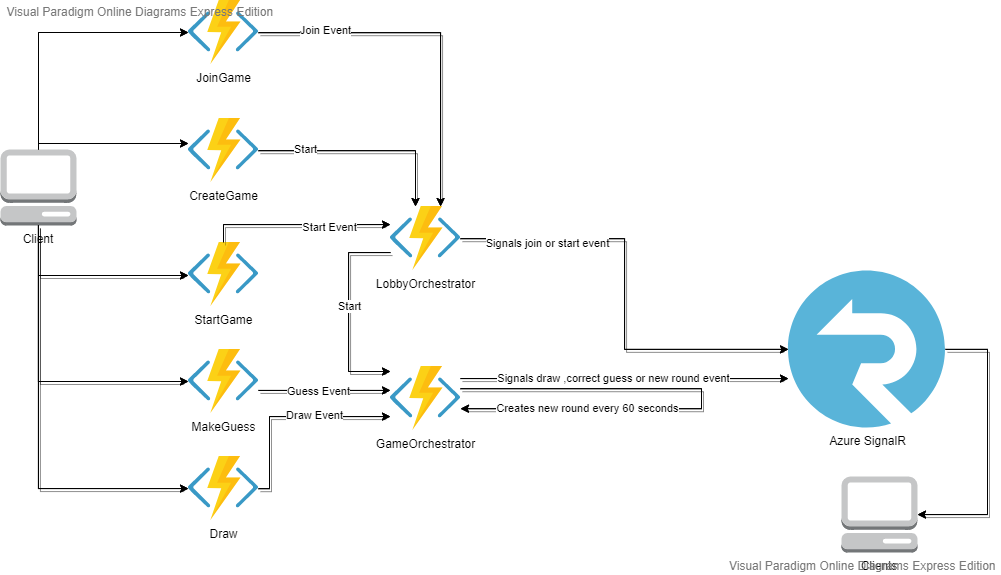 Visual Paradigm Online Diagrams Express Edition
Join Event
JoinGame
Start
CreateGame
Client
Start Event
Signals join or start event
LobbyOrchestrator
Start
StartGame
Signals draw ,correct guess or new round event
Guess Event
Creates new round every 60 seconds
Draw Event
MakeGuess
GameOrchestrator
Azure SignalR
Draw
Clients
Visual Paradigm Online Diagrams Express Edition